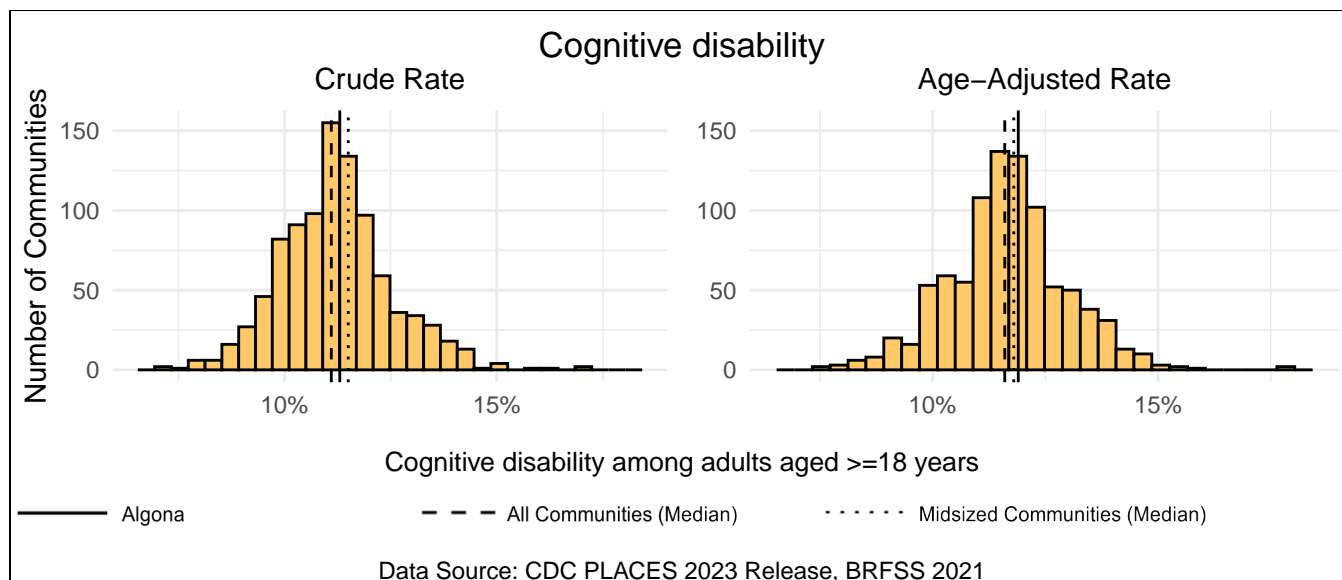 Cognitive disability
Crude Rate
Age−Adjusted Rate
Number of Communities
150
100
50
0
10%
15%
150
100
50
0
10%
15%
Cognitive disability among adults aged >=18 years
Algona
All Communities (Median)
Midsized Communities (Median)
Data Source: CDC PLACES 2023 Release, BRFSS 2021